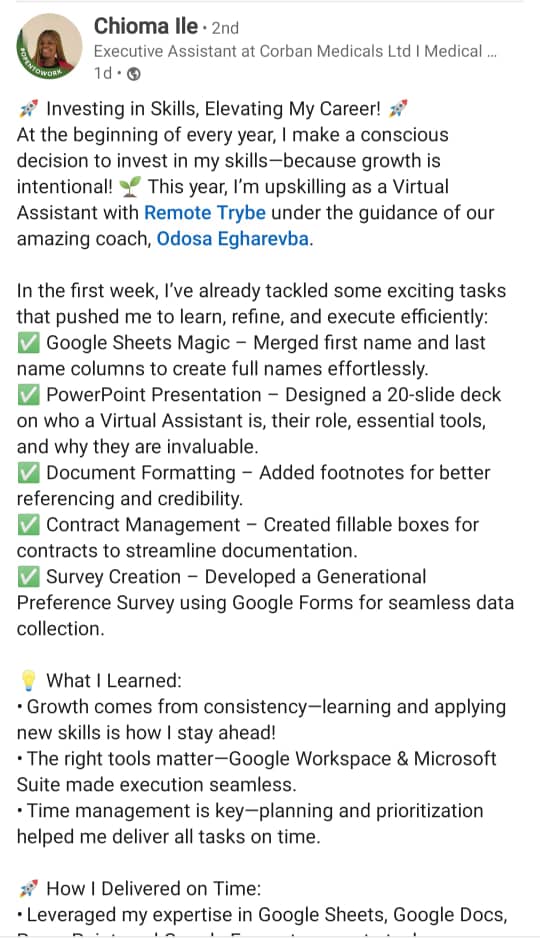 Chioma Ile • 2nd
Executive Assistant at Corban Medicals Ltd I Medical ...
1d •
#OPENTOWORK
🚀 Investing in Skills, Elevating My Career! 🚀
At the beginning of every year, I make a conscious
decision to invest in my skills—because growth is
intentional! 🌱 This year, I’m upskilling as a Virtual
Assistant with Remote Trybe under the guidance of our
amazing coach, Odosa Egharevba.
In the first week, I’ve already tackled some exciting tasks
that pushed me to learn, refine, and execute efficiently:
✅ Google Sheets Magic – Merged first name and last
name columns to create full names effortlessly.
✅ PowerPoint Presentation – Designed a 20-slide deck
on who a Virtual Assistant is, their role, essential tools,
and why they are invaluable.
✅ Document Formatting – Added footnotes for better
referencing and credibility.
✅ Contract Management – Created fillable boxes for
contracts to streamline documentation.
✅ Survey Creation – Developed a Generational
Preference Survey using Google Forms for seamless data
collection.
💡 What I Learned:
• Growth comes from consistency—learning and applying
new skills is how I stay ahead!
• The right tools matter—Google Workspace & Microsoft
Suite made execution seamless.
• Time management is key—planning and prioritization
helped me deliver all tasks on time.
🚀 How I Delivered on Time:
• Leveraged my expertise in Google Sheets, Google Docs,